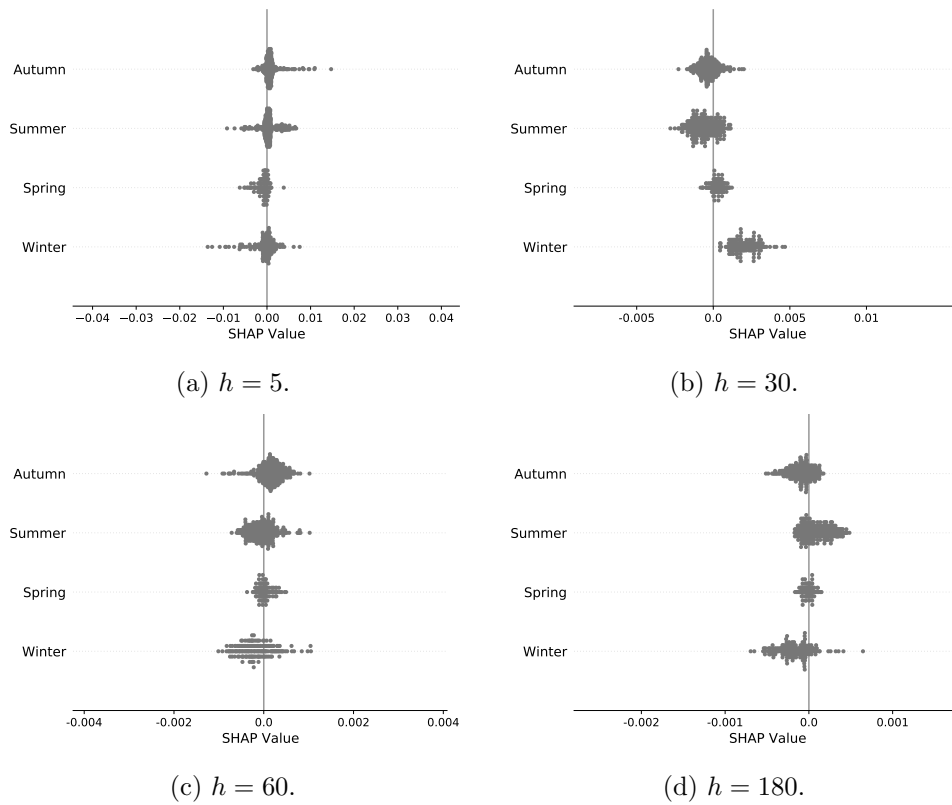 Autumn
Summer
Spring
Winter
−0.04 −0.03 −0.02 −0.01 0.00 0.01 0.02 0.03 0.04
SHAP Value
(a) h = 5.
Autumn
Summer
Spring
Winter
-0.005 0.0 0.005 0.01
SHAP Value
(b) h = 30.
Autumn
Summer
Spring
Winter
-0.004 -0.002 0.0 0.002 0.004
SHAP Value
(c) h = 60.
Autumn
Summer
Spring
Winter
-0.002 -0.001 0.0 0.001
SHAP Value
(d) h = 180.